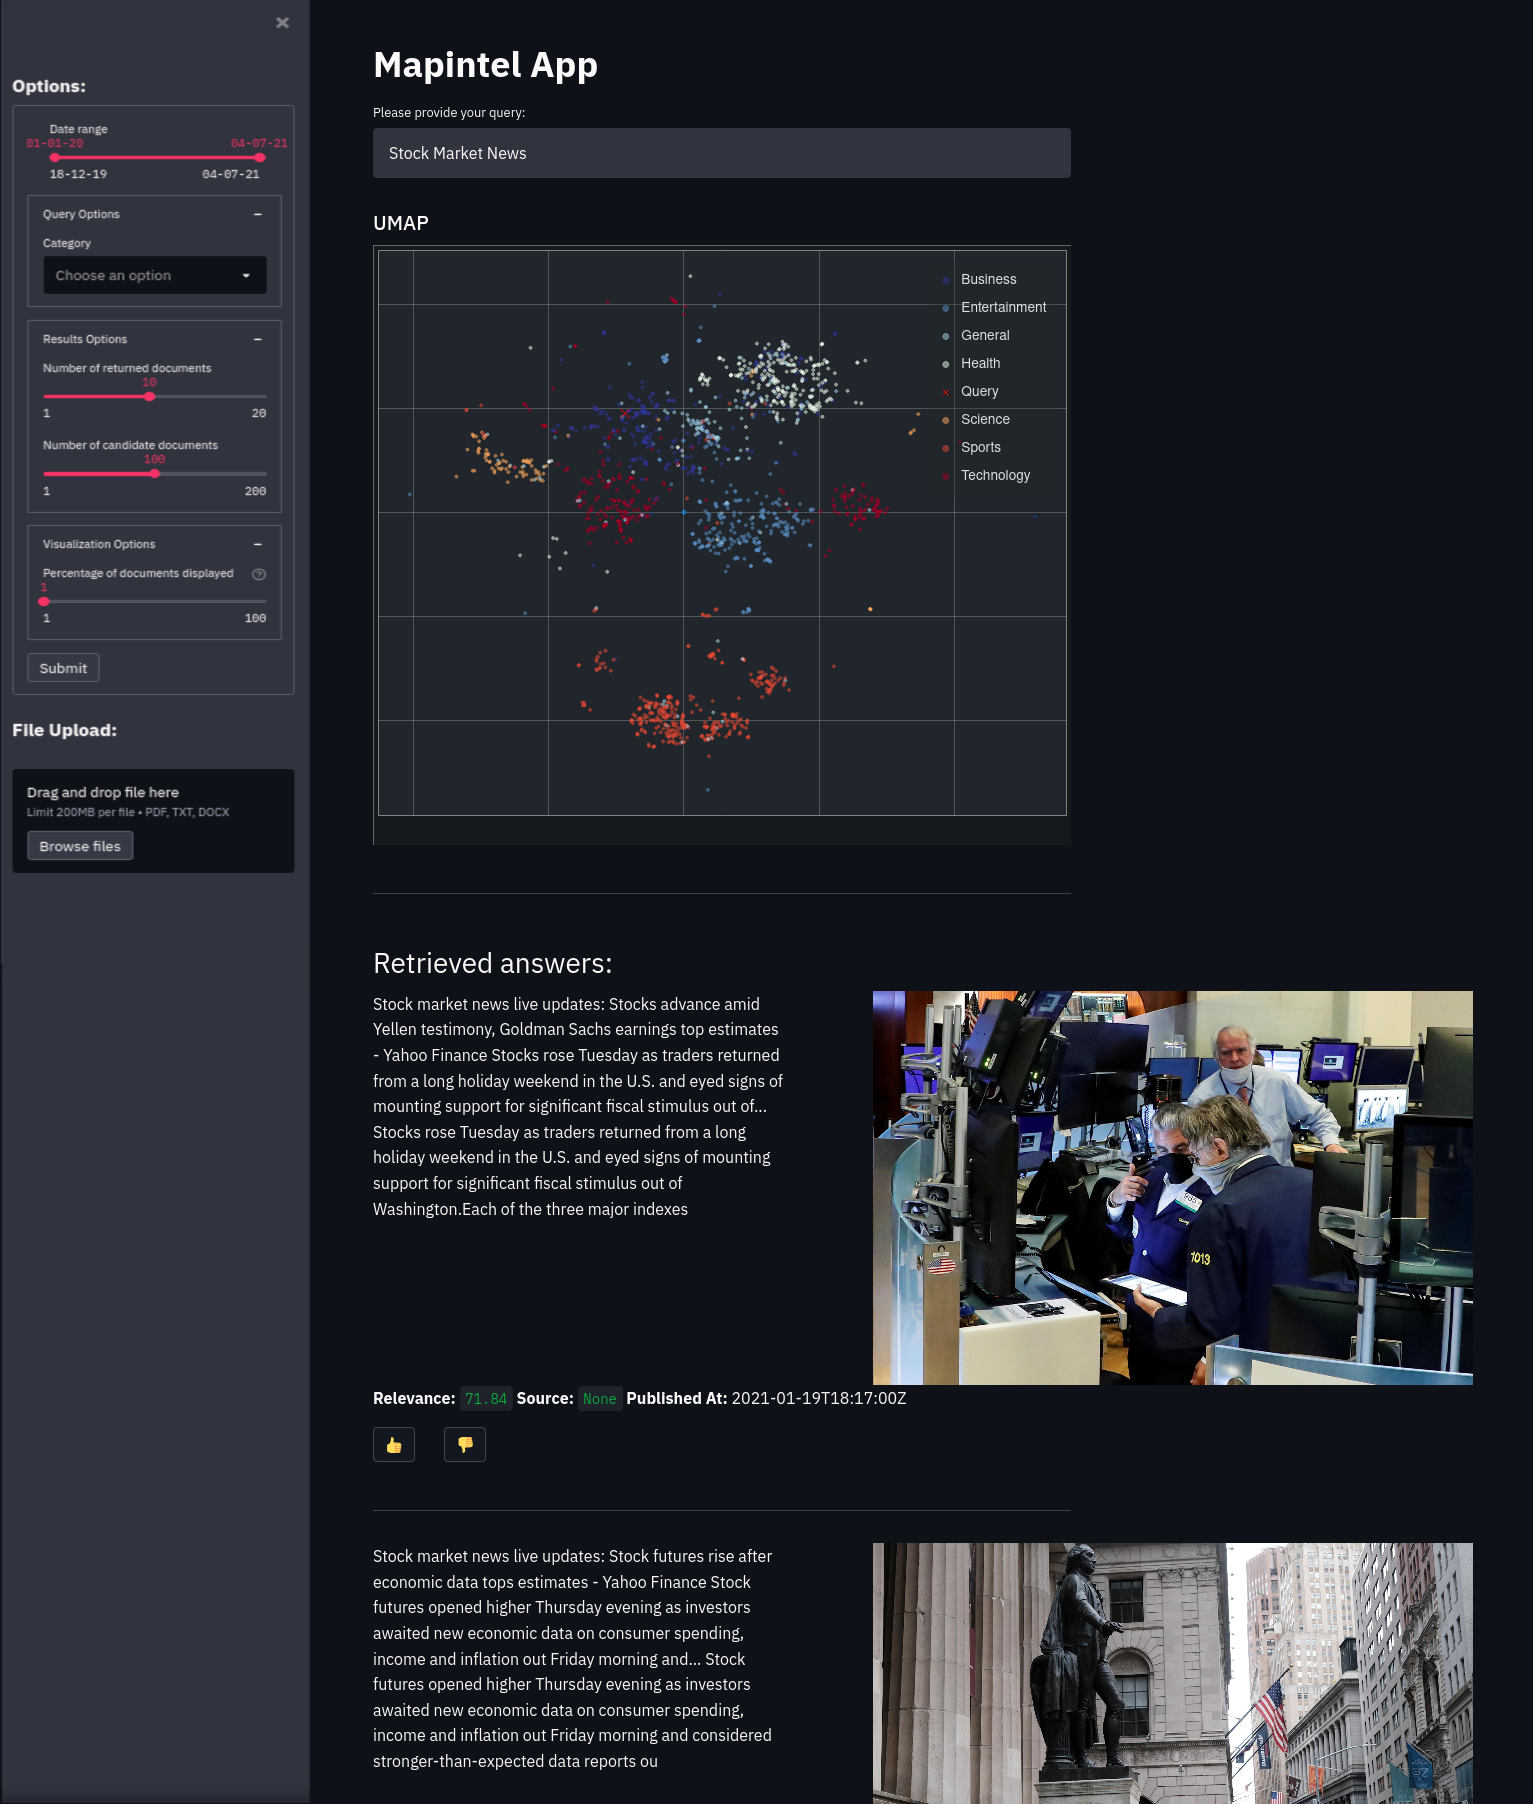 ×
Options:
Date range
01-01-20 04-07-21
18-12-19 04-07-21
Query Options −
Category
Choose an option
Results Options −
Number of returned documents
10
1 20
Number of candidate documents
100
1 200
Visualization Options −
Percentage of documents displayed ?
1
1 100
Submit
File Upload:
Drag and drop file here
Limit 200MB per file • PDF, TXT, DOCX
Browse files
Mapintel App
Please provide your query:
Stock Market News
UMAP
Business
Entertainment
General
Health
Query
Science
Sports
Technology
Retrieved answers:
Stock market news live updates: Stocks advance amid
Yellen testimony, Goldman Sachs earnings top estimates
- Yahoo Finance Stocks rose Tuesday as traders returned
from a long holiday weekend in the U.S. and eyed signs of
mounting support for significant fiscal stimulus out of...
Stocks rose Tuesday as traders returned from a long
holiday weekend in the U.S. and eyed signs of mounting
support for significant fiscal stimulus out of
Washington.Each of the three major indexes
1013
Relevance: 71.84 Source: None Published At: 2021-01-19T18:17:00Z
Stock market news live updates: Stock futures rise after
economic data tops estimates - Yahoo Finance Stock
futures opened higher Thursday evening as investors
awaited new economic data on consumer spending,
income and inflation out Friday morning and... Stock
futures opened higher Thursday evening as investors
awaited new economic data on consumer spending,
income and inflation out Friday morning and considered
stronger-than-expected data reports ou